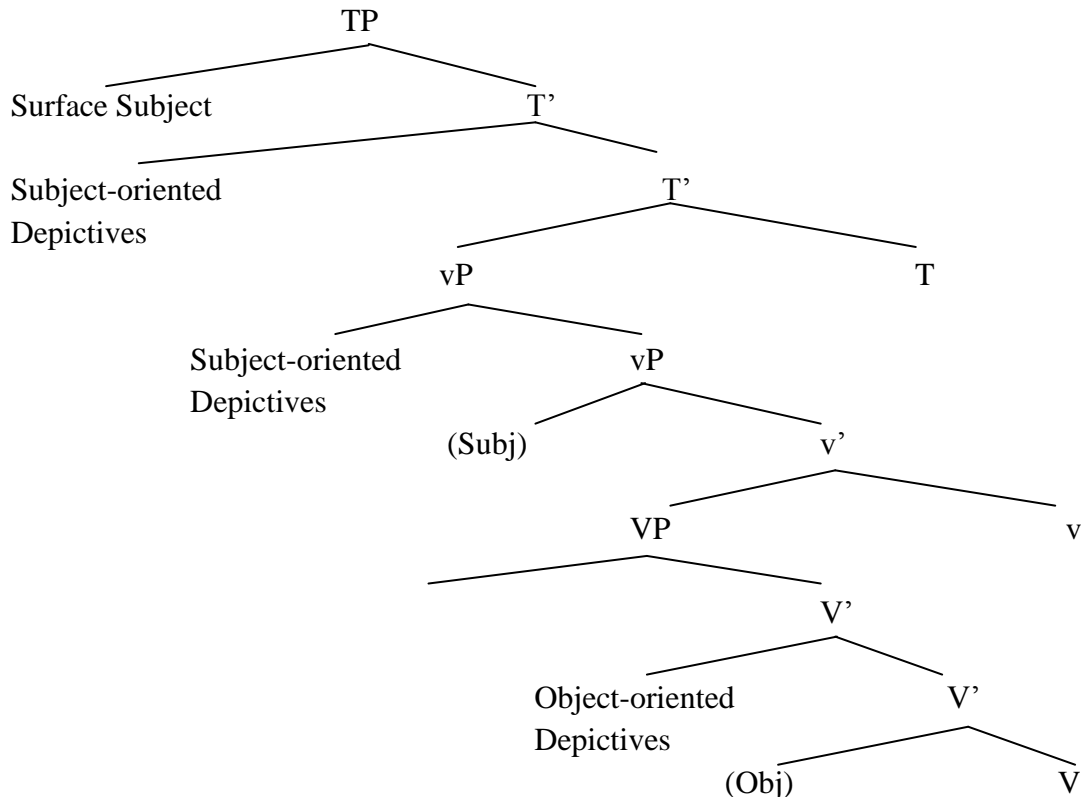 TP
Surface Subject T’
Subject-oriented
Depictives
T’
vP T
Subject-oriented
Depictives
vP
(Subj) v’
VP v
V’
Object-oriented
Depictives
V’
(Obj) V